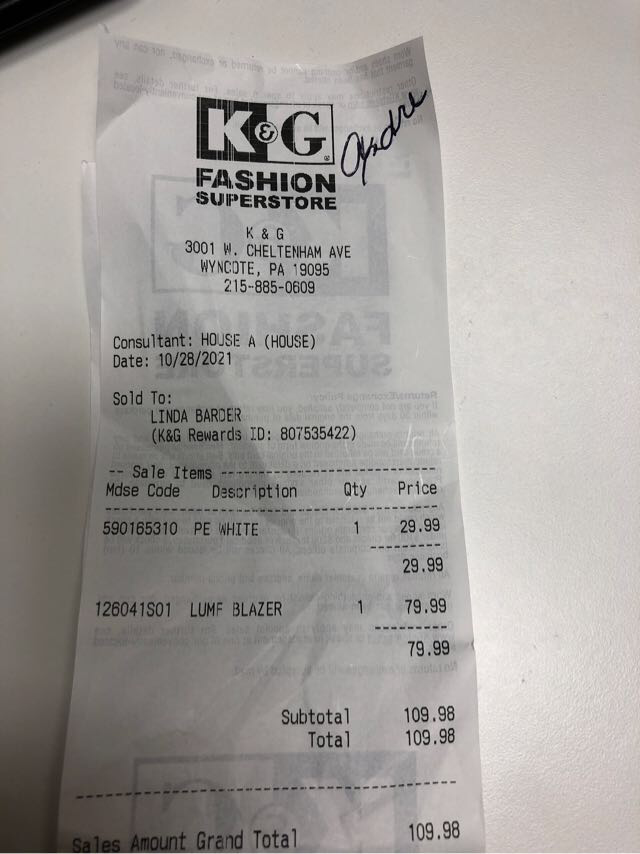 K&G
Andre
FASHION
SUPERSTORE
K & G
3001 W. CHELTENHAM AVE
WYNCOTE, PA 19095
215-885-0609
Consultant: HOUSE A (HOUSE)
Date: 10/28/2021
Sold To:
LINDA BARDER
(K&G Rewards ID: 807535422)
-- Sale Items --------------------------
Mdse Code Description Qty Price
590165310 PE WHITE 1 29.99
29.99
126041S01 LUMF BLAZER 1 79.99
79.99
Subtotal 109.98
Total 109.98
Sales Amount Grand Total 109.98